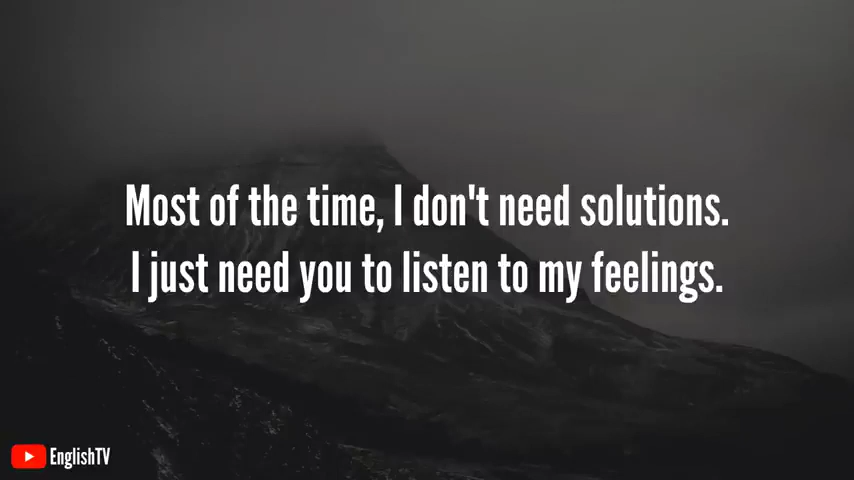 Most of the time, I don't need solutions.
I just need you to listen to my feelings.
EnglishTV